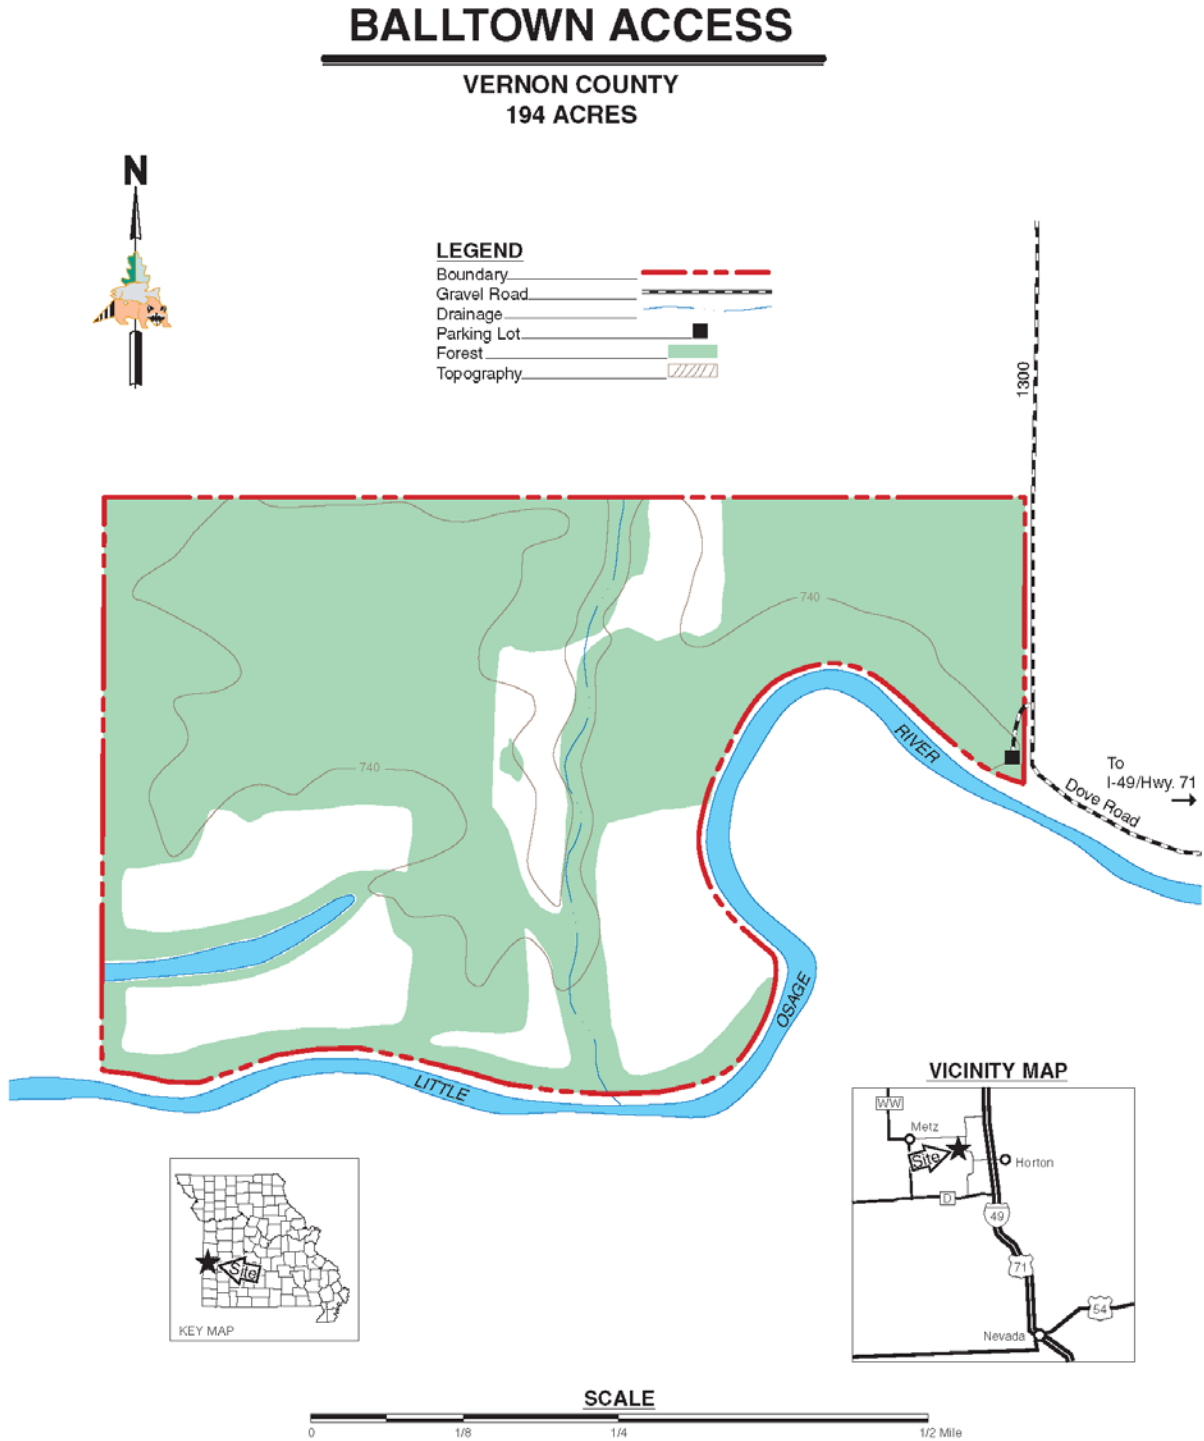 BALLTOWN ACCESS
VERNON COUNTY
194 ACRES
N
LEGEND
Boundary
Gravel Road
Drainage
Parking Lot
Forest
Topography
1300
740
RIVER
To
I-49/Hwy. 71
Dove Road
740
OSAGE
LITTLE
VICINITY MAP
WW
Metz
Site
Horton
D
49
71
54
Nevada
Site
KEY MAP
SCALE
0 1/8 1/4 1/2 Mile